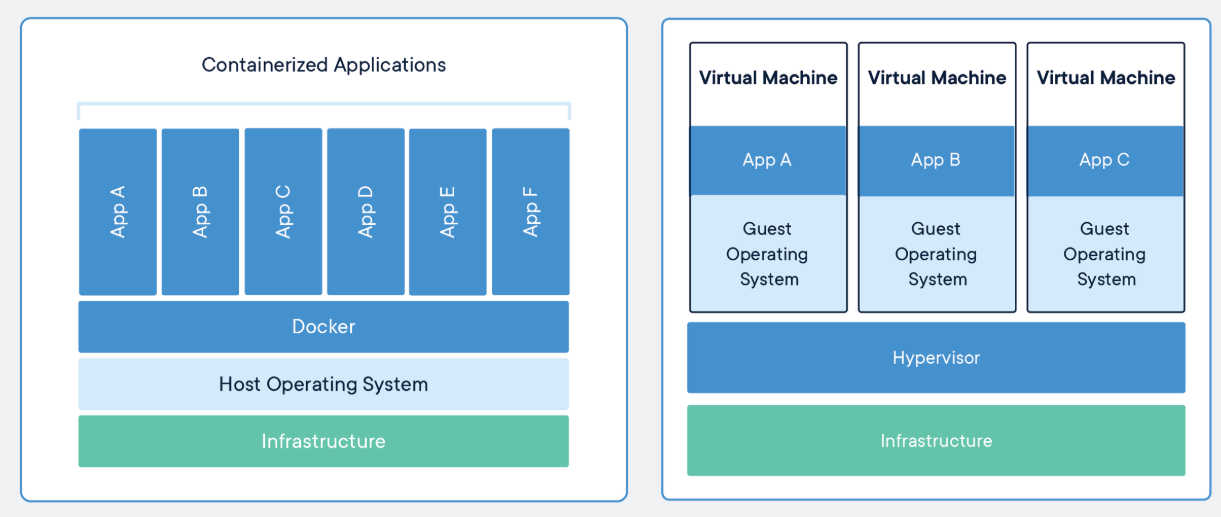 Containerized Applications
App A
App B
App C
App D
App E
App F
Docker
Host Operating System
Infrastructure
Virtual Machine
App A
Guest
Operating
System
Virtual Machine
App B
Guest
Operating
System
Virtual Machine
App C
Guest
Operating
System
Hypervisor
Infrastructure